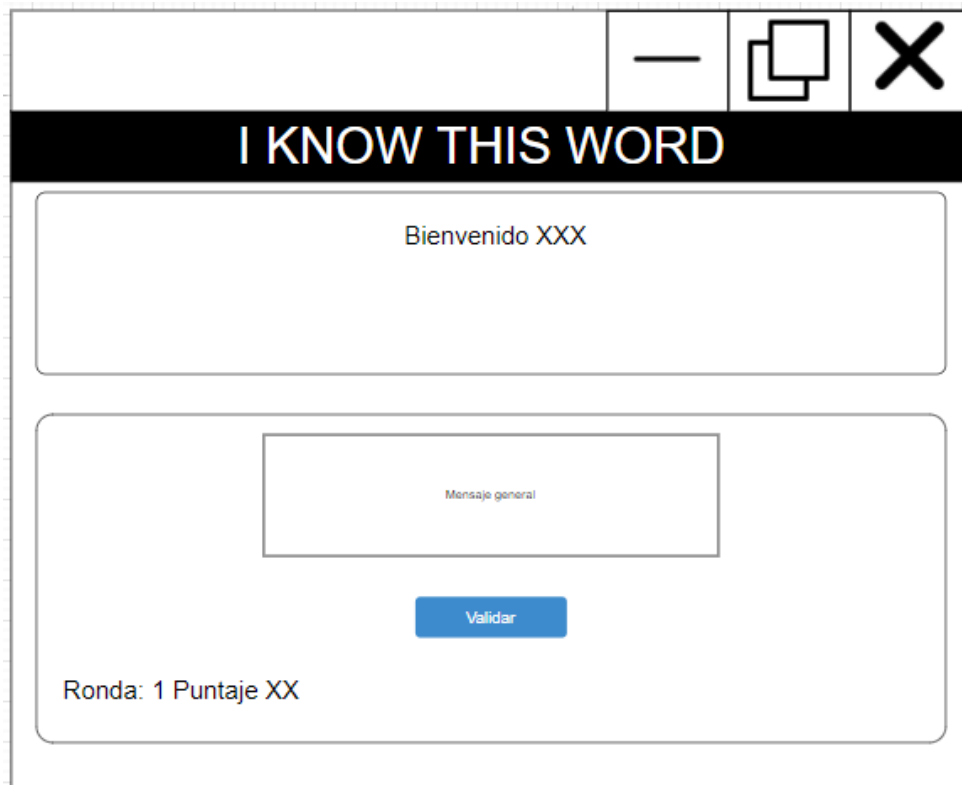 I KNOW THIS WORD
Bienvenido XXX
Mensaje general
Validar
Ronda: 1 Puntaje XX